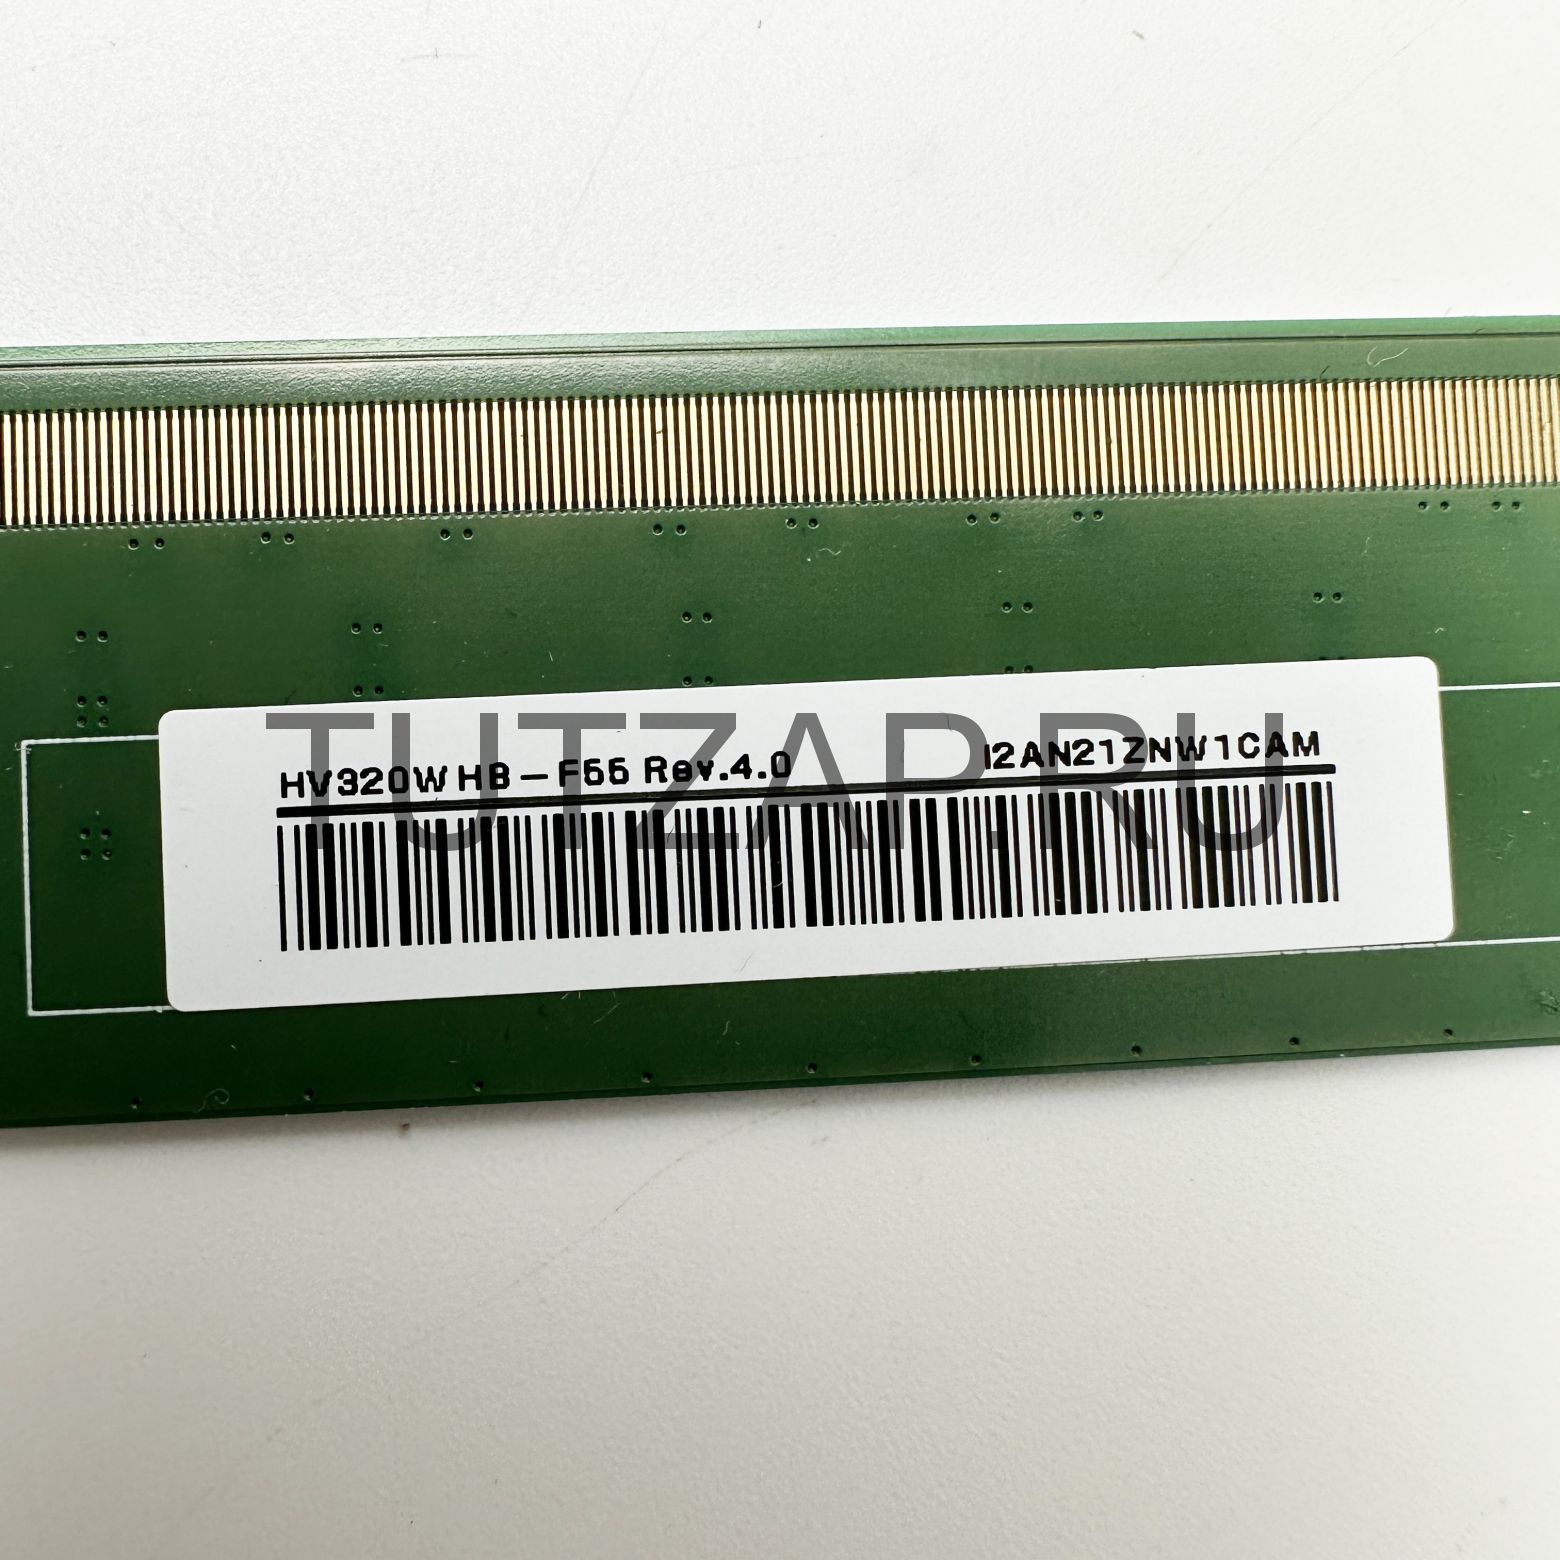 HV320WHB-F55 Rev.4.0
I2AN21ZNW1CAM
TUTZAP.RU